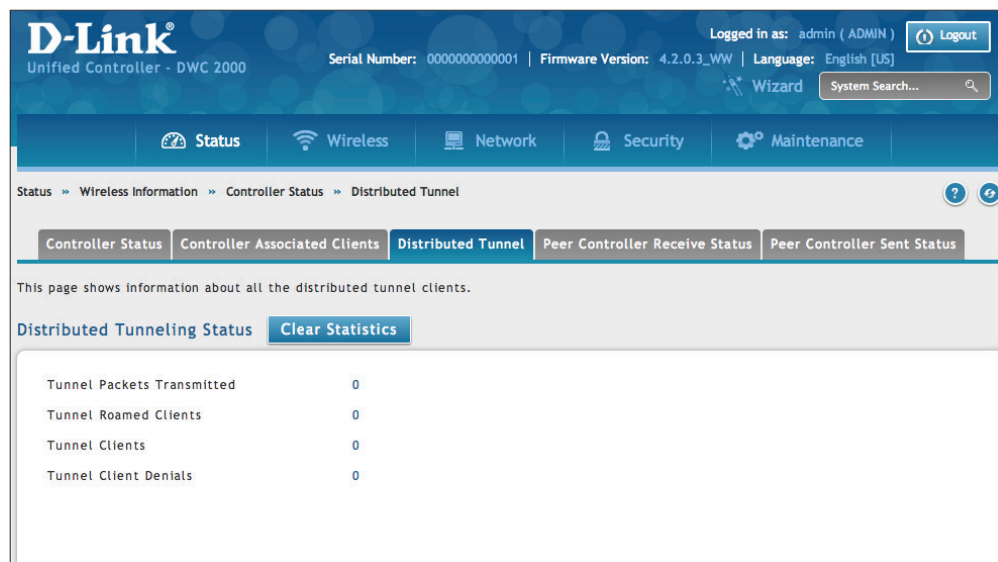 D-Link®
Unified Controller - DWC 2000
Logged in as: admin ( ADMIN )
Logout
Serial Number: 0000000000001 | Firmware Version: 4.2.0.3_WW | Language: English [US]
Wizard
System Search...
Status
Wireless
Network
Security
Maintenance
Status » Wireless Information » Controller Status » Distributed Tunnel
?
Controller Status
Controller Associated Clients
Distributed Tunnel
Peer Controller Receive Status
Peer Controller Sent Status
This page shows information about all the distributed tunnel clients.
Distributed Tunneling Status
Clear Statistics
Tunnel Packets Transmitted 0
Tunnel Roamed Clients 0
Tunnel Clients 0
Tunnel Client Denials 0